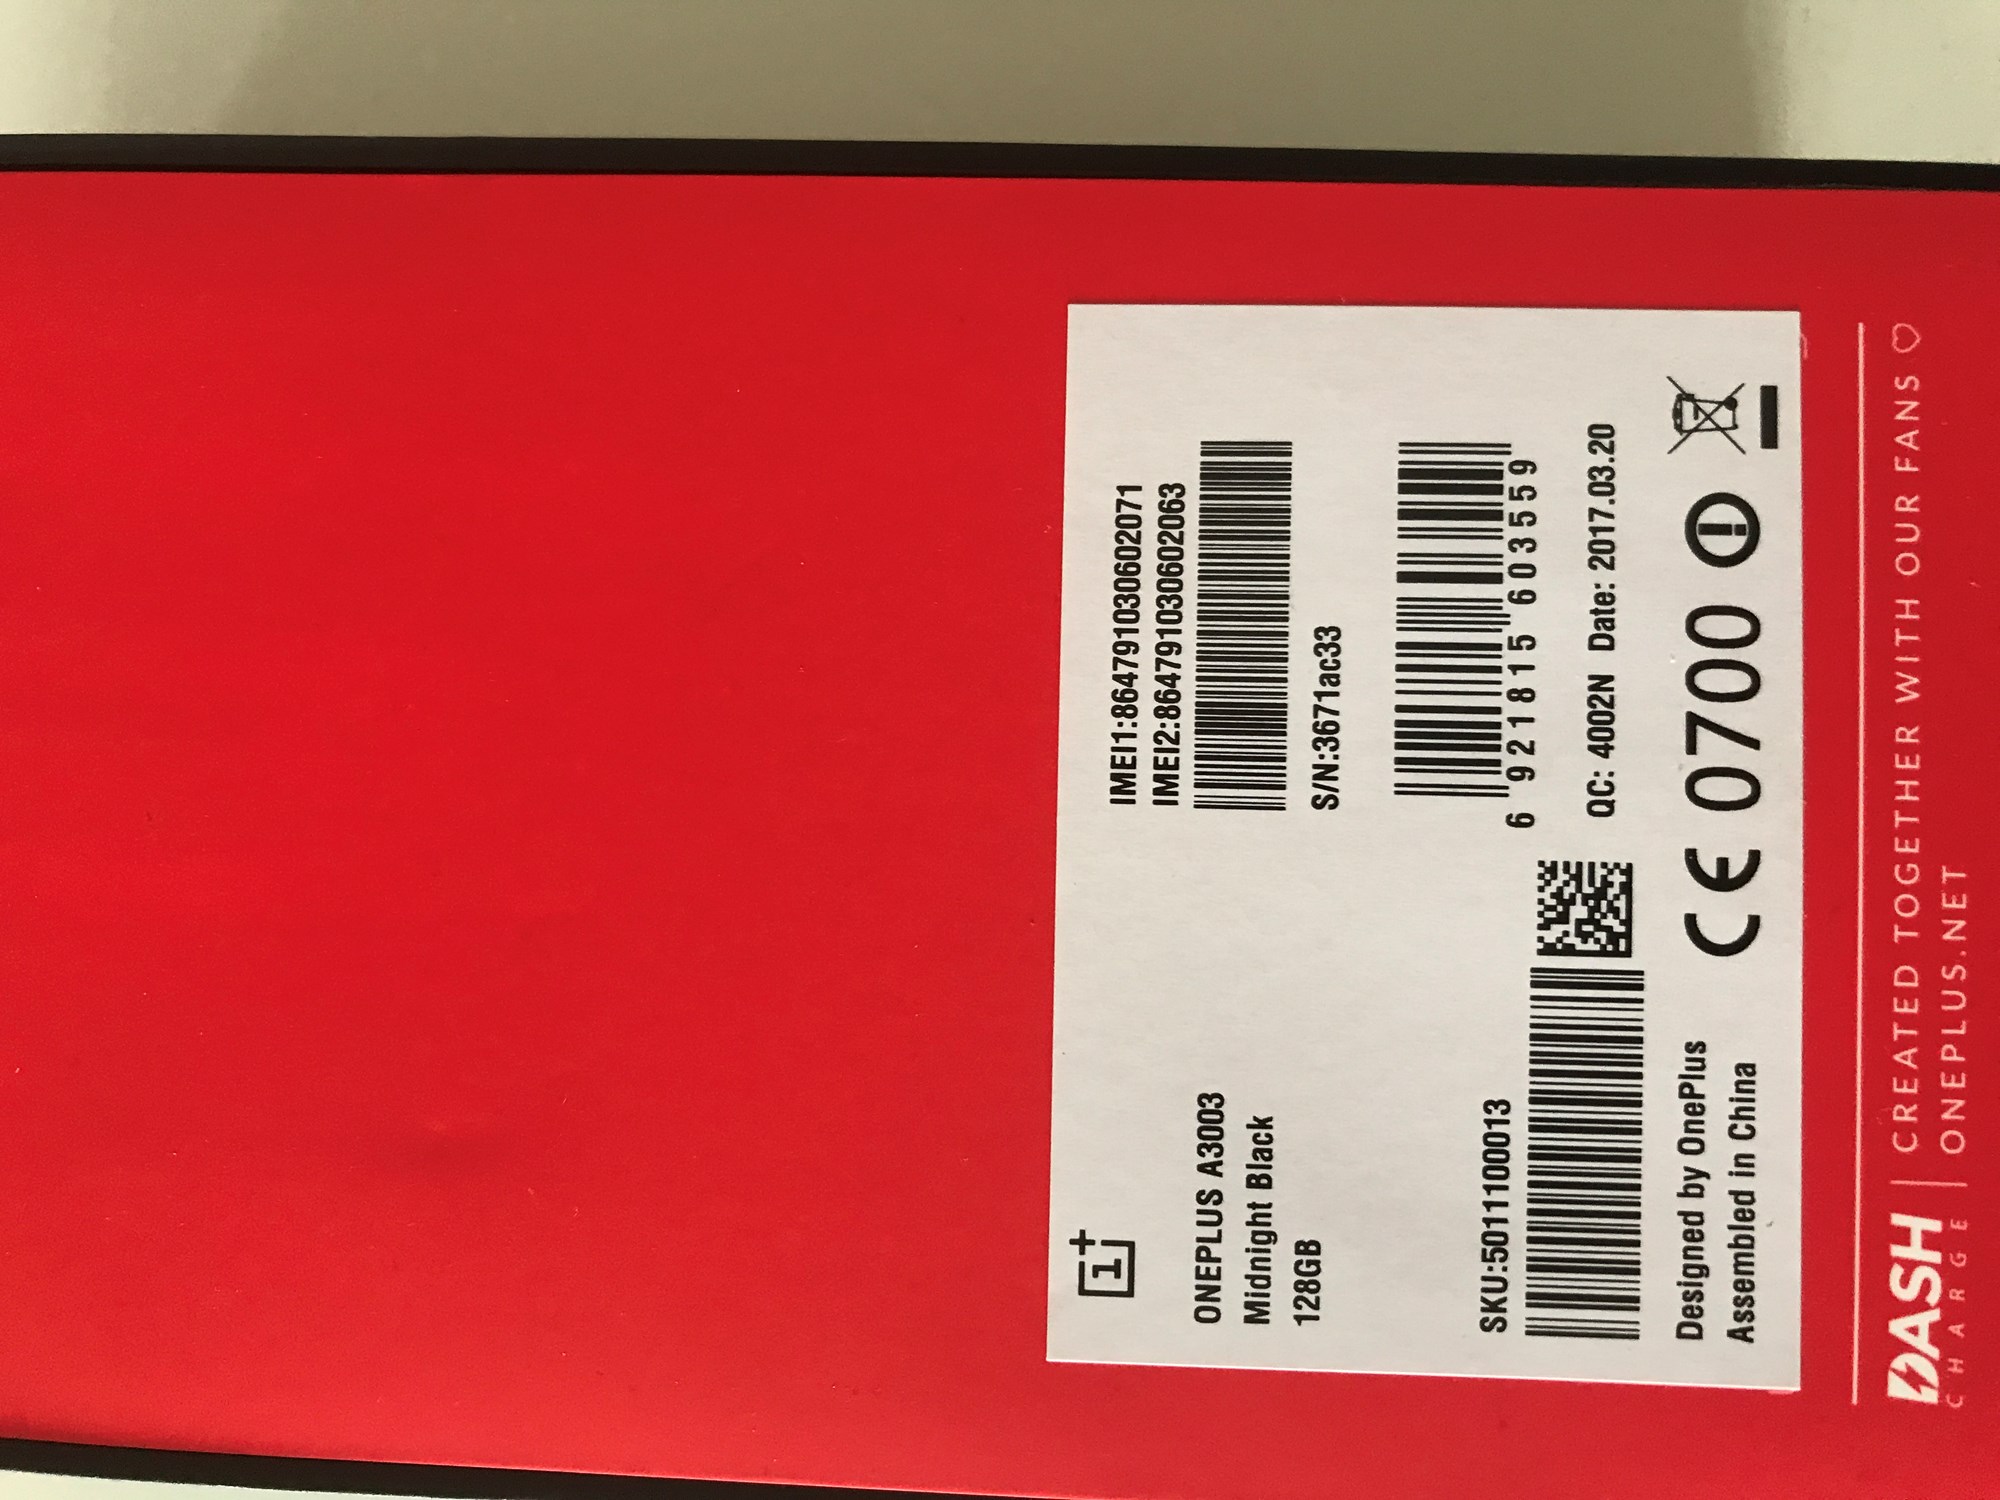 1+
ONEPLUS A3003
Midnight Black
128GB
IMEI1:864791030602071
IMEI2:864791030602063
S/N:3671ac33
SKU:5011100013
6 921815 603559
QC: 4002N Date: 2017.03.20
Designed by OnePlus
Assembled in China
CE 0700
DASH CHARGE
CREATED TOGETHER WITH OUR FANS ♡
ONEPLUS.NET